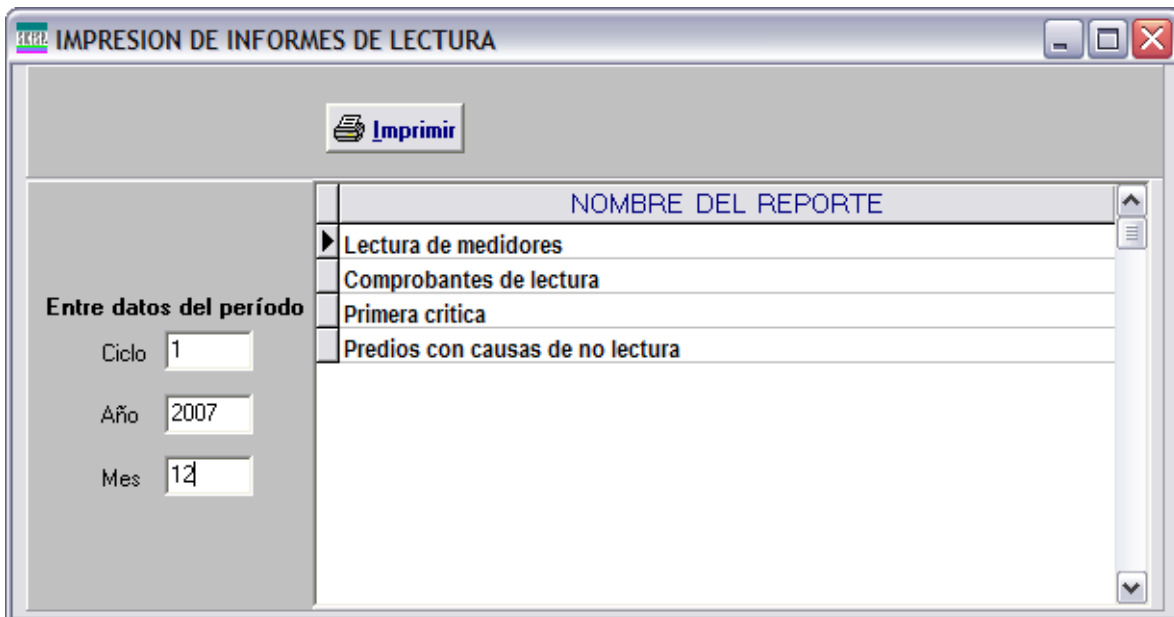 IMPRESION DE INFORMES DE LECTURA
Imprimir
NOMBRE DEL REPORTE
Lectura de medidores
Comprobantes de lectura
Primera critica
Predios con causas de no lectura
Entre datos del período
Ciclo 1
Año 2007
Mes 12